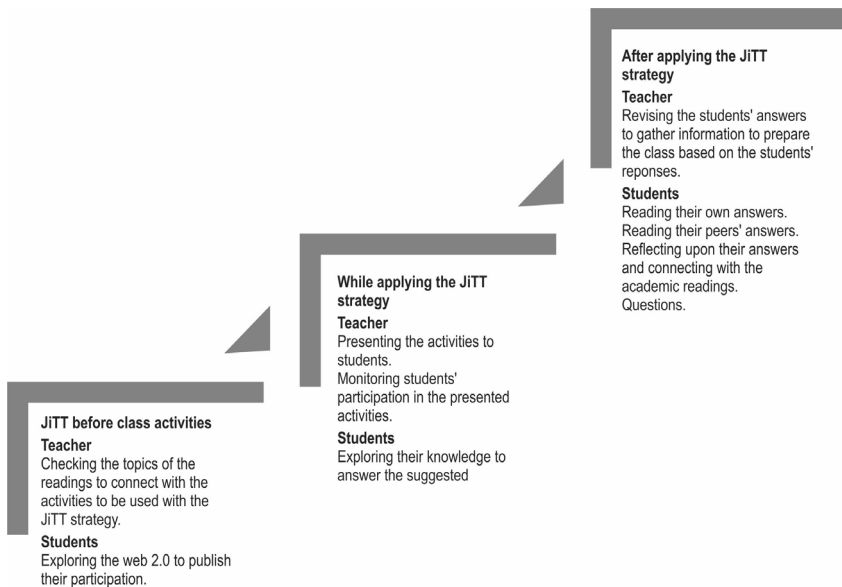 JiTT before class activities
Teacher
Checking the topics of the
readings to connect with the
activities to be used with the
JiTT strategy.
Students
Exploring the web 2.0 to publish
their participation.
While applying the JiTT
strategy
Teacher
Presenting the activities to
students.
Monitoring students'
participation in the presented
activities.
Students
Exploring their knowledge to
answer the suggested
After applying the JiTT
strategy
Teacher
Revising the students' answers
to gather information to prepare
the class based on the students'
reponses.
Students
Reading their own answers.
Reading their peers' answers.
Reflecting upon their answers
and connecting with the
academic readings.
Questions.